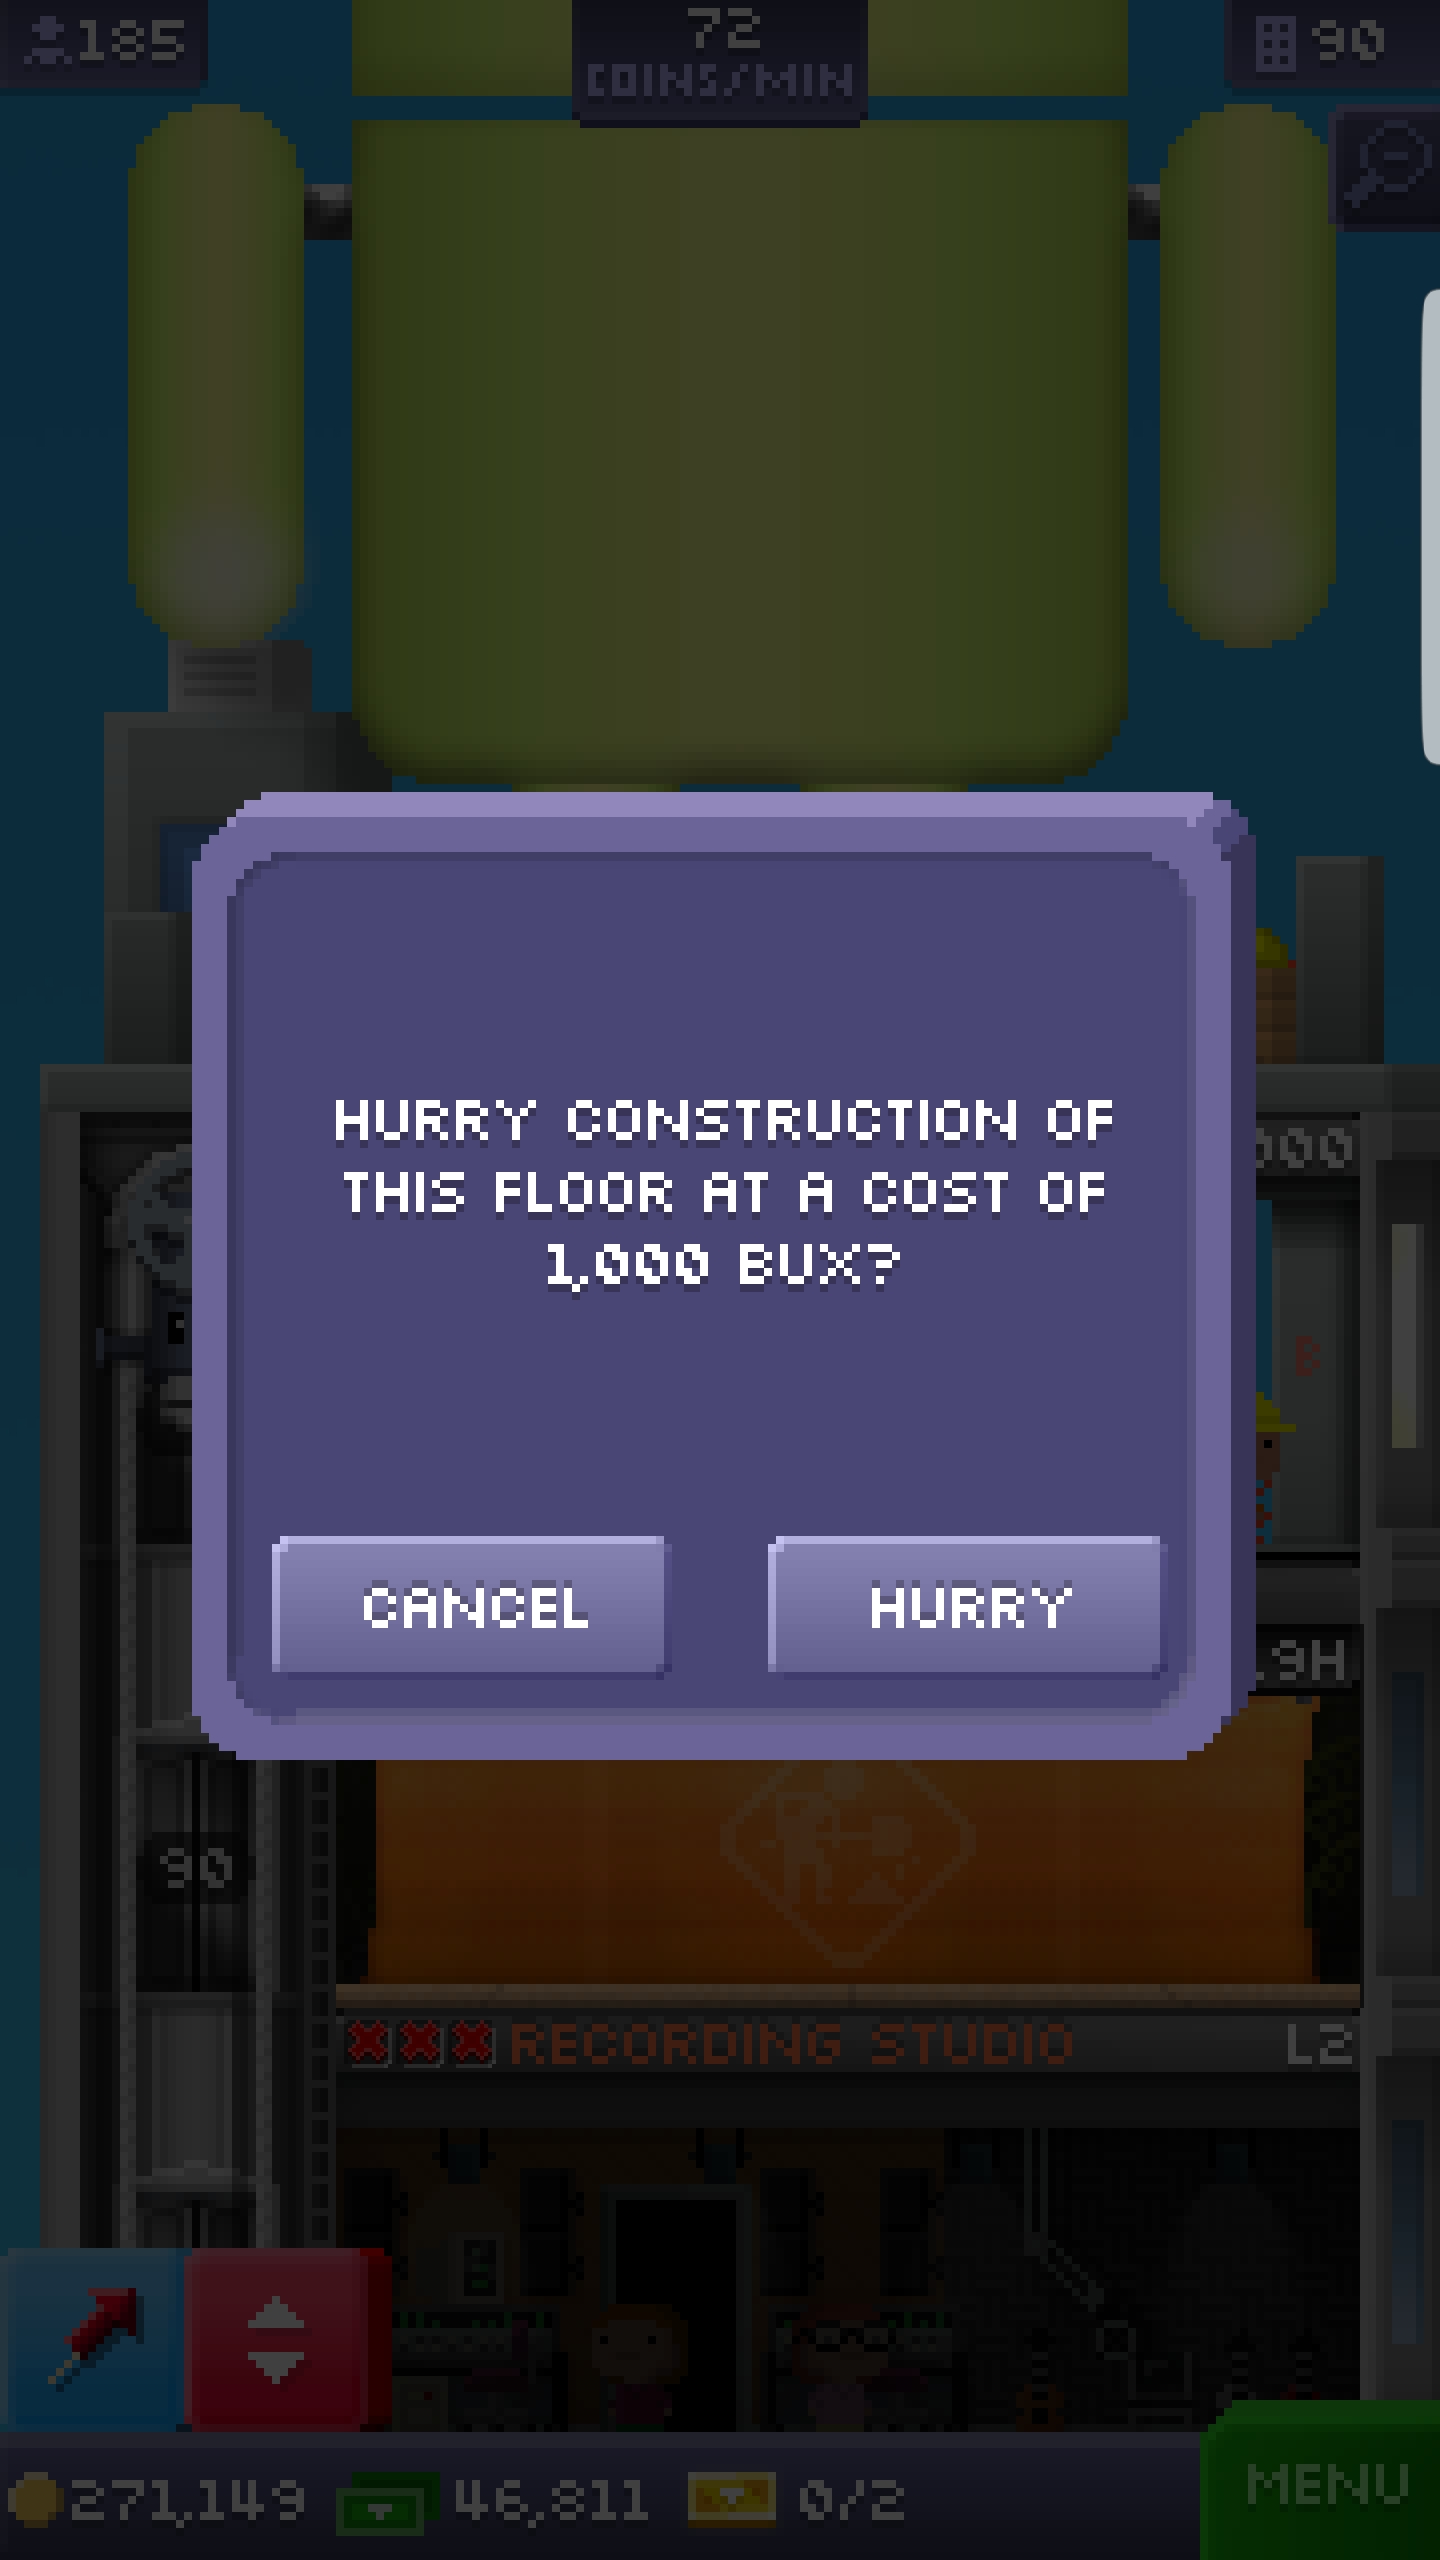 185
72
COINS/MIN
90
HURRY CONSTRUCTION OF
THIS FLOOR AT A COST OF
1,000 BUX?
000
B
CANCEL
HURRY
.9H
90
RECORDING STUDIO
L2
271,149
46,811
0/2
MENU